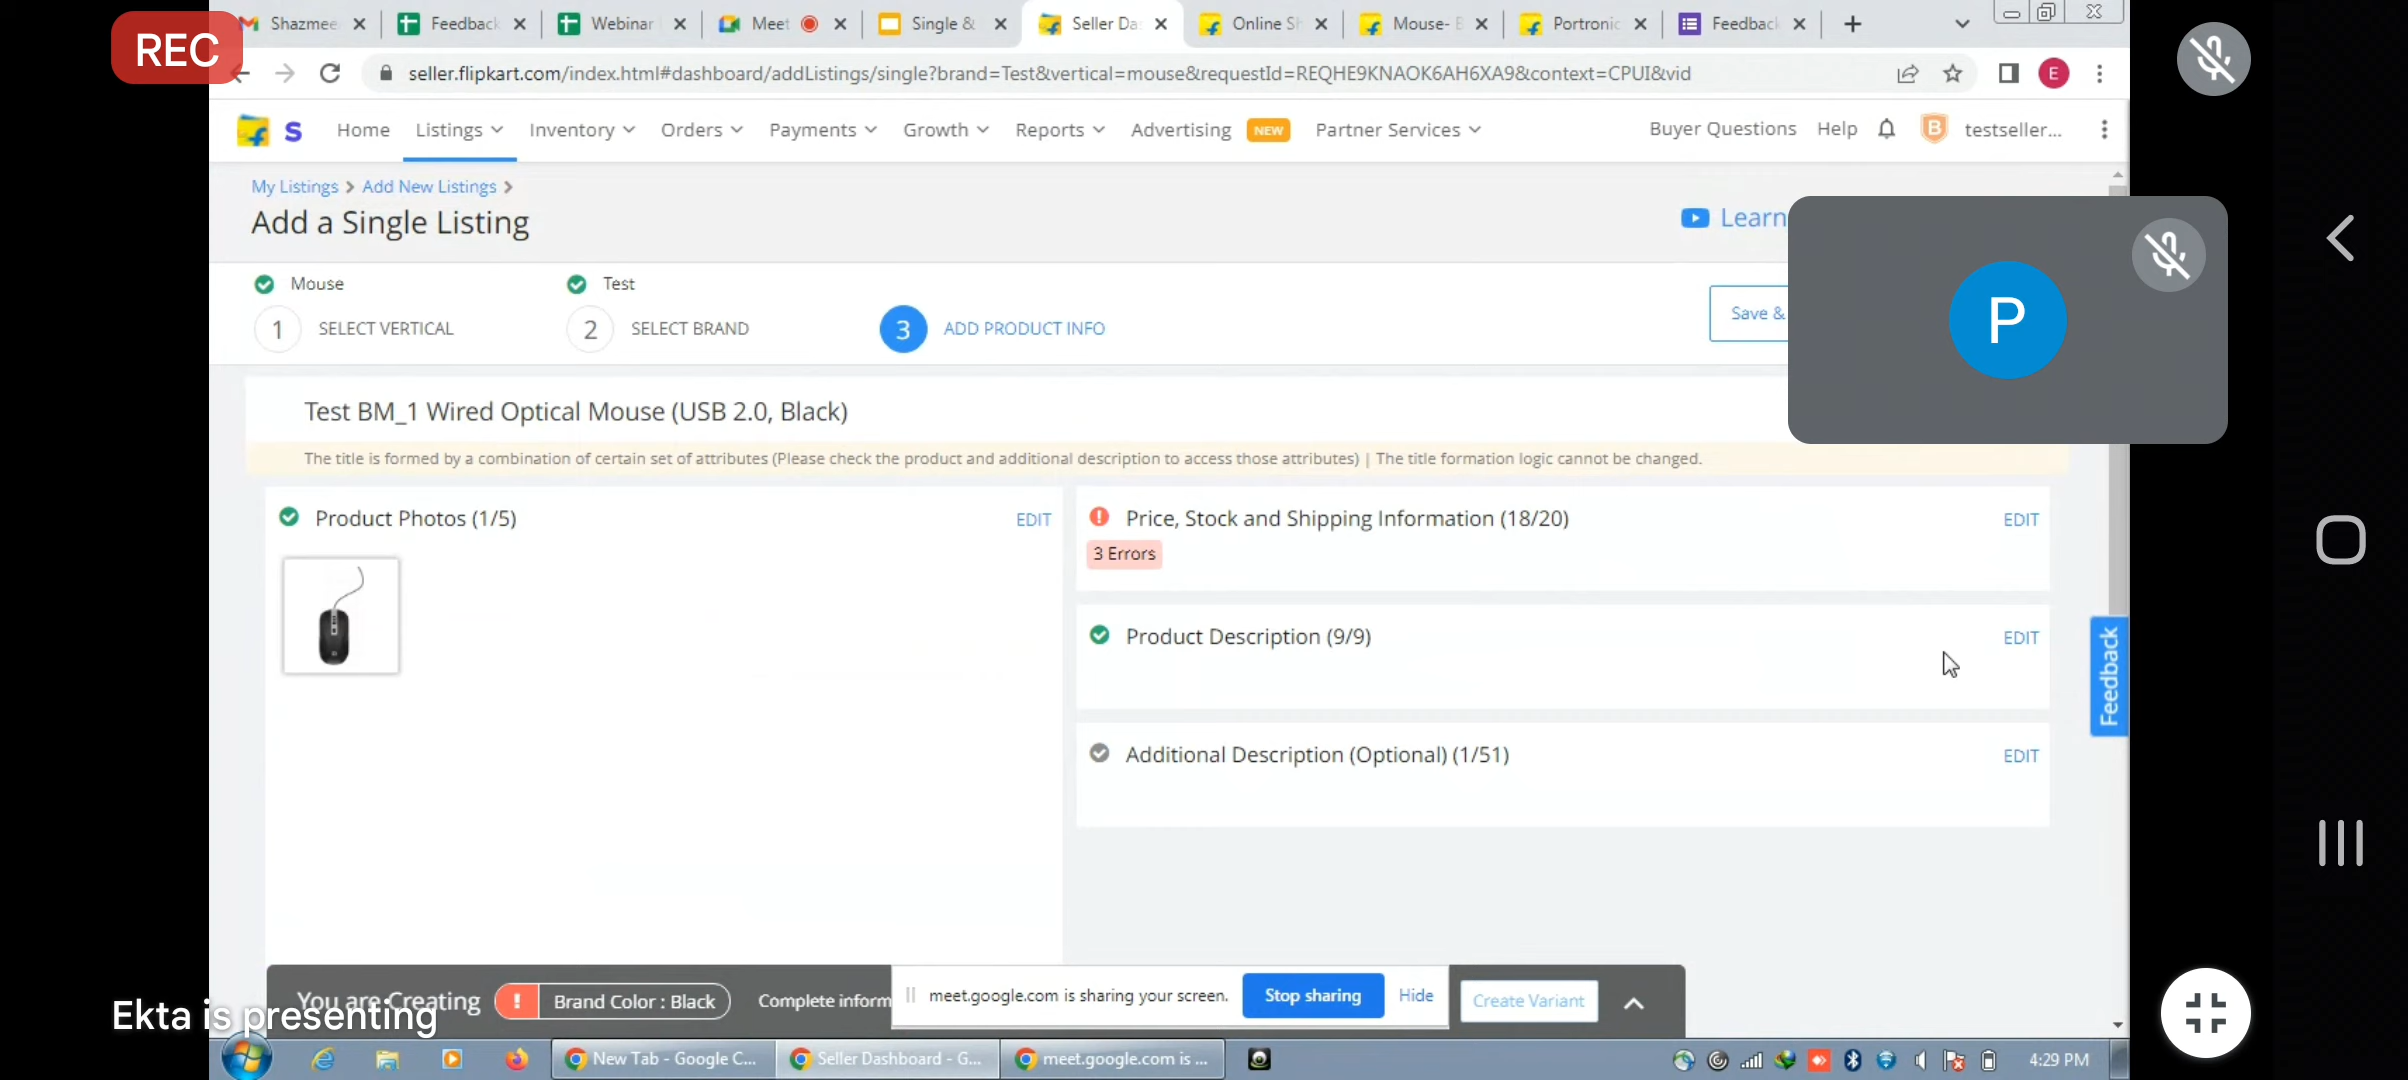 REC
Shazmee
Feedback
Webinar
Meet
Single &
Seller Da
Online Sh
Mouse- B
Portronic
Feedback
seller.flipkart.com/index.html#dashboard/addListings/single?brand=Test&vertical=mouse&requestId=REQHE9KNAOK6AH6XA9&context=CPUI&vid
E
S Home Listings Inventory Orders Payments Growth Reports Advertising NEW Partner Services Buyer Questions Help B testseller...
My Listings > Add New Listings >
Add a Single Listing
Learn
Mouse
Test
1 SELECT VERTICAL
2 SELECT BRAND
3 ADD PRODUCT INFO
Save &
P
Test BM_1 Wired Optical Mouse (USB 2.0, Black)
The title is formed by a combination of certain set of attributes (Please check the product and additional description to access those attributes) | The title formation logic cannot be changed.
Product Photos (1/5) EDIT
Price, Stock and Shipping Information (18/20) EDIT
3 Errors
Product Description (9/9) EDIT
Additional Description (Optional) (1/51) EDIT
Feedback
You are Creating
! Brand Color : Black
Complete inform
meet.google.com is sharing your screen.
Stop sharing
Hide
Create Variant
Ekta is presenting
New Tab - Google C...
Seller Dashboard - G...
meet.google.com is ...
4:29 PM